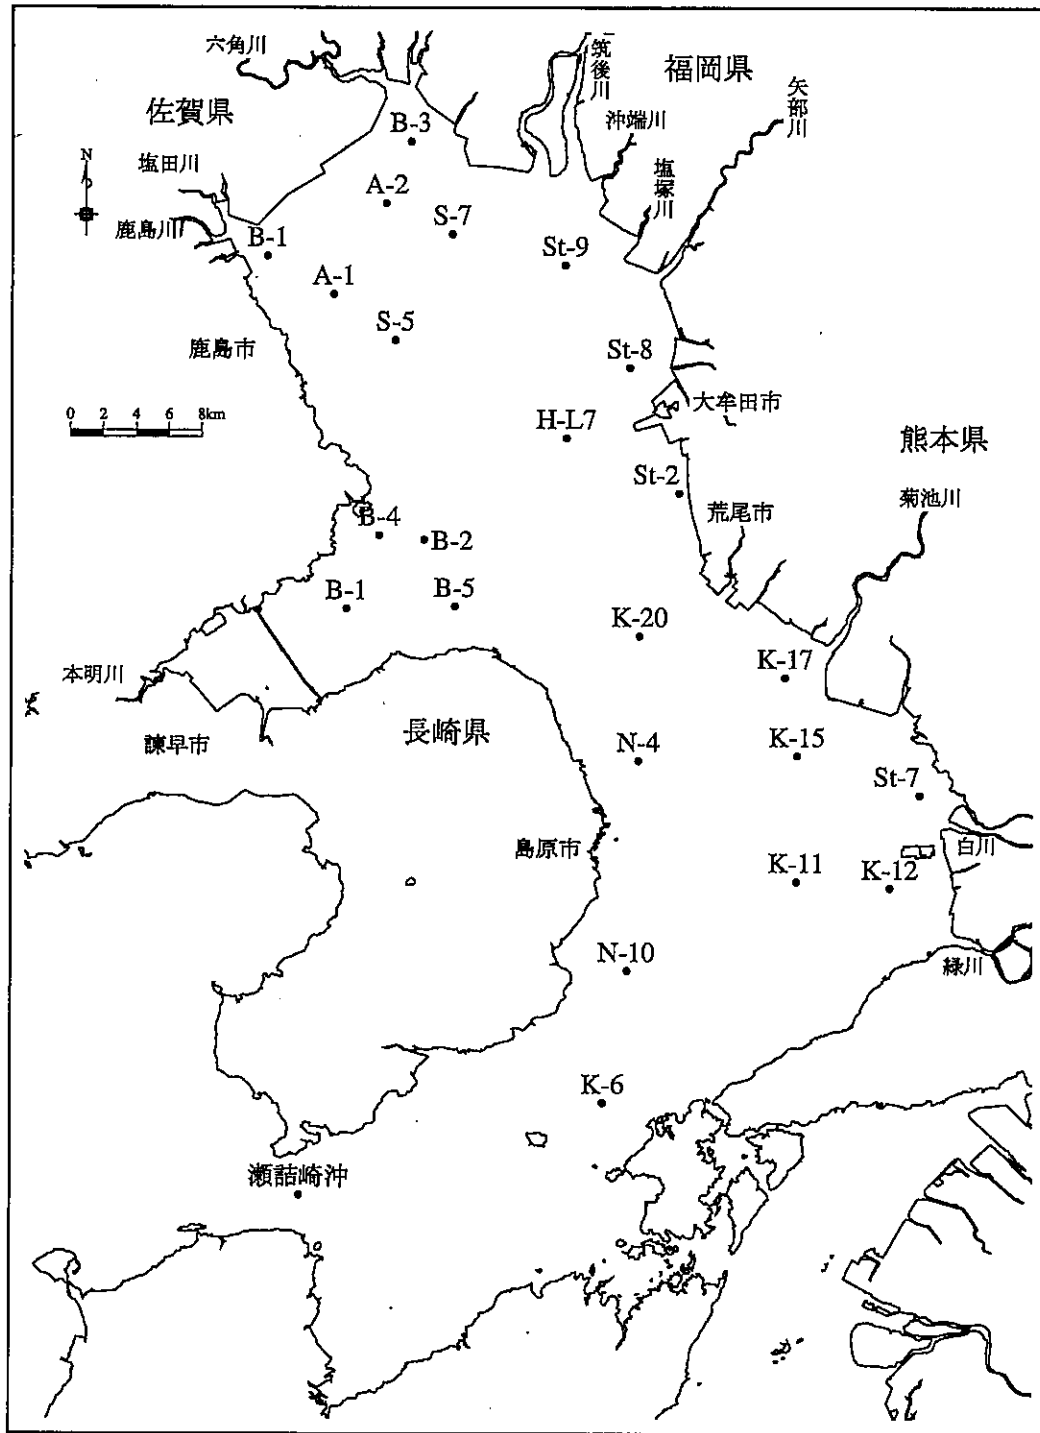 六角川
筑後川
福岡県
矢部川
佐賀県
沖端川
B-3
N
塩田川
塩塚川
A-2
S-7
鹿島川
B-1
St-9
A-1
S-5
鹿島市
St-8
0 2 4 6 8km
大牟田市
H-L7
熊本県
St-2
菊池川
荒尾市
B-4
B-2
B-1
B-5
K-20
本明川
K-17
長崎県
諫早市
N-4
K-15
St-7
島原市
白川
K-11
K-12
N-10
緑川
K-6
瀬詰崎沖